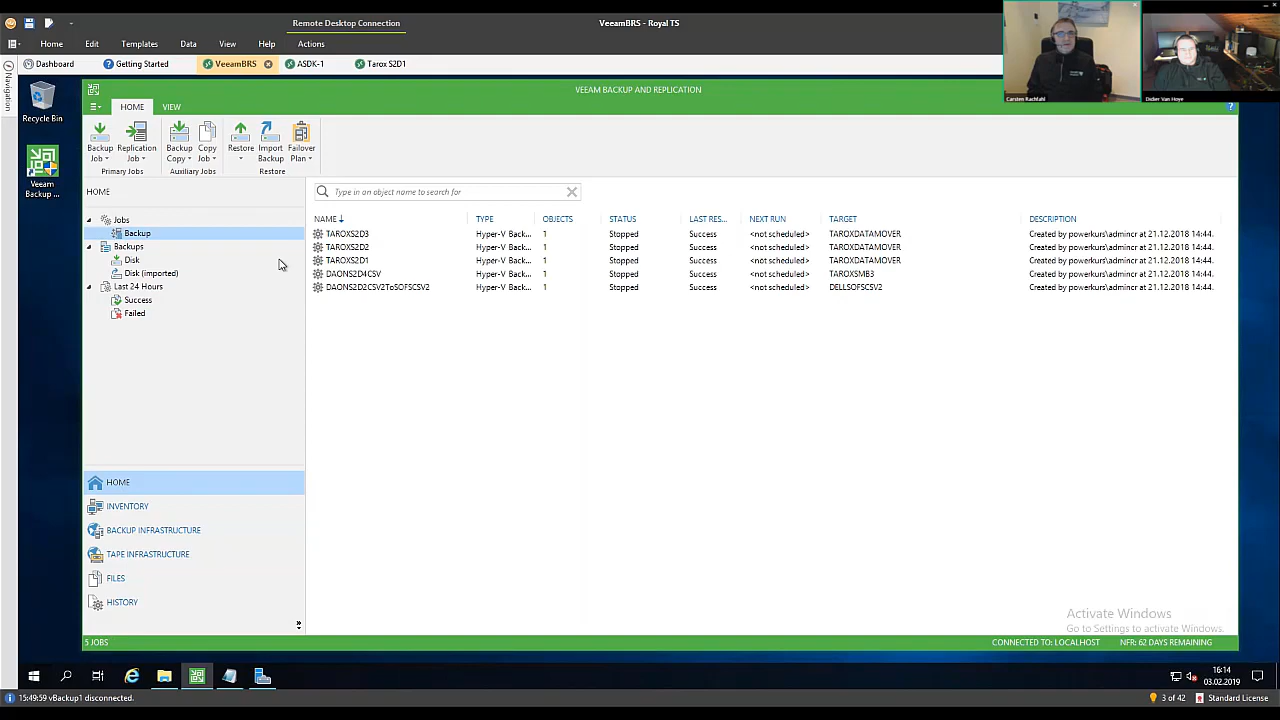 Remote Desktop Connection
VeeamBRS - Royal TS
Home Edit Templates Data View Help Actions
Dashboard Getting Started VeeamBRS ASDK-1 Tarox S2D1
Carsten Rachfahl
Didier Van Hoye
Navigation
Recycle Bin
Veeam
Backup ...
VEEAM BACKUP AND REPLICATION
HOME VIEW
?
Backup
Job
Replication
Job
Backup
Copy
Copy
Job
Restore
Import
Backup
Failover
Plan
Primary Jobs
Auxiliary Jobs
Restore
HOME
Type in an object name to search for
Jobs
Backup
Backups
Disk
Disk (imported)
Last 24 Hours
Success
Failed
NAME TYPE OBJECTS STATUS LAST RES... NEXT RUN TARGET DESCRIPTION
TAROXS2D3 Hyper-V Back... 1 Stopped Success <not scheduled> TAROXDATAMOVER Created by powerkurs\admincr at 21.12.2018 14:44.
TAROXS2D2 Hyper-V Back... 1 Stopped Success <not scheduled> TAROXDATAMOVER Created by powerkurs\admincr at 21.12.2018 14:44.
TAROXS2D1 Hyper-V Back... 1 Stopped Success <not scheduled> TAROXDATAMOVER Created by powerkurs\admincr at 21.12.2018 14:44.
DAONS2D4CSV Hyper-V Back... 1 Stopped Success <not scheduled> TAROXSMB3 Created by powerkurs\admincr at 21.12.2018 14:44.
DAONS2D2CSV2ToSOFSCSV2 Hyper-V Back... 1 Stopped Success <not scheduled> DELLSOFSCSV2 Created by powerkurs\admincr at 21.12.2018 14:44.
HOME
INVENTORY
BACKUP INFRASTRUCTURE
TAPE INFRASTRUCTURE
FILES
HISTORY
Activate Windows
Go to Settings to activate Windows.
5 JOBS
CONNECTED TO: LOCALHOST
NFR: 62 DAYS REMAINING
16:14
03.02.2019
15:49:59 vBackup1 disconnected.
3 of 42
Standard License